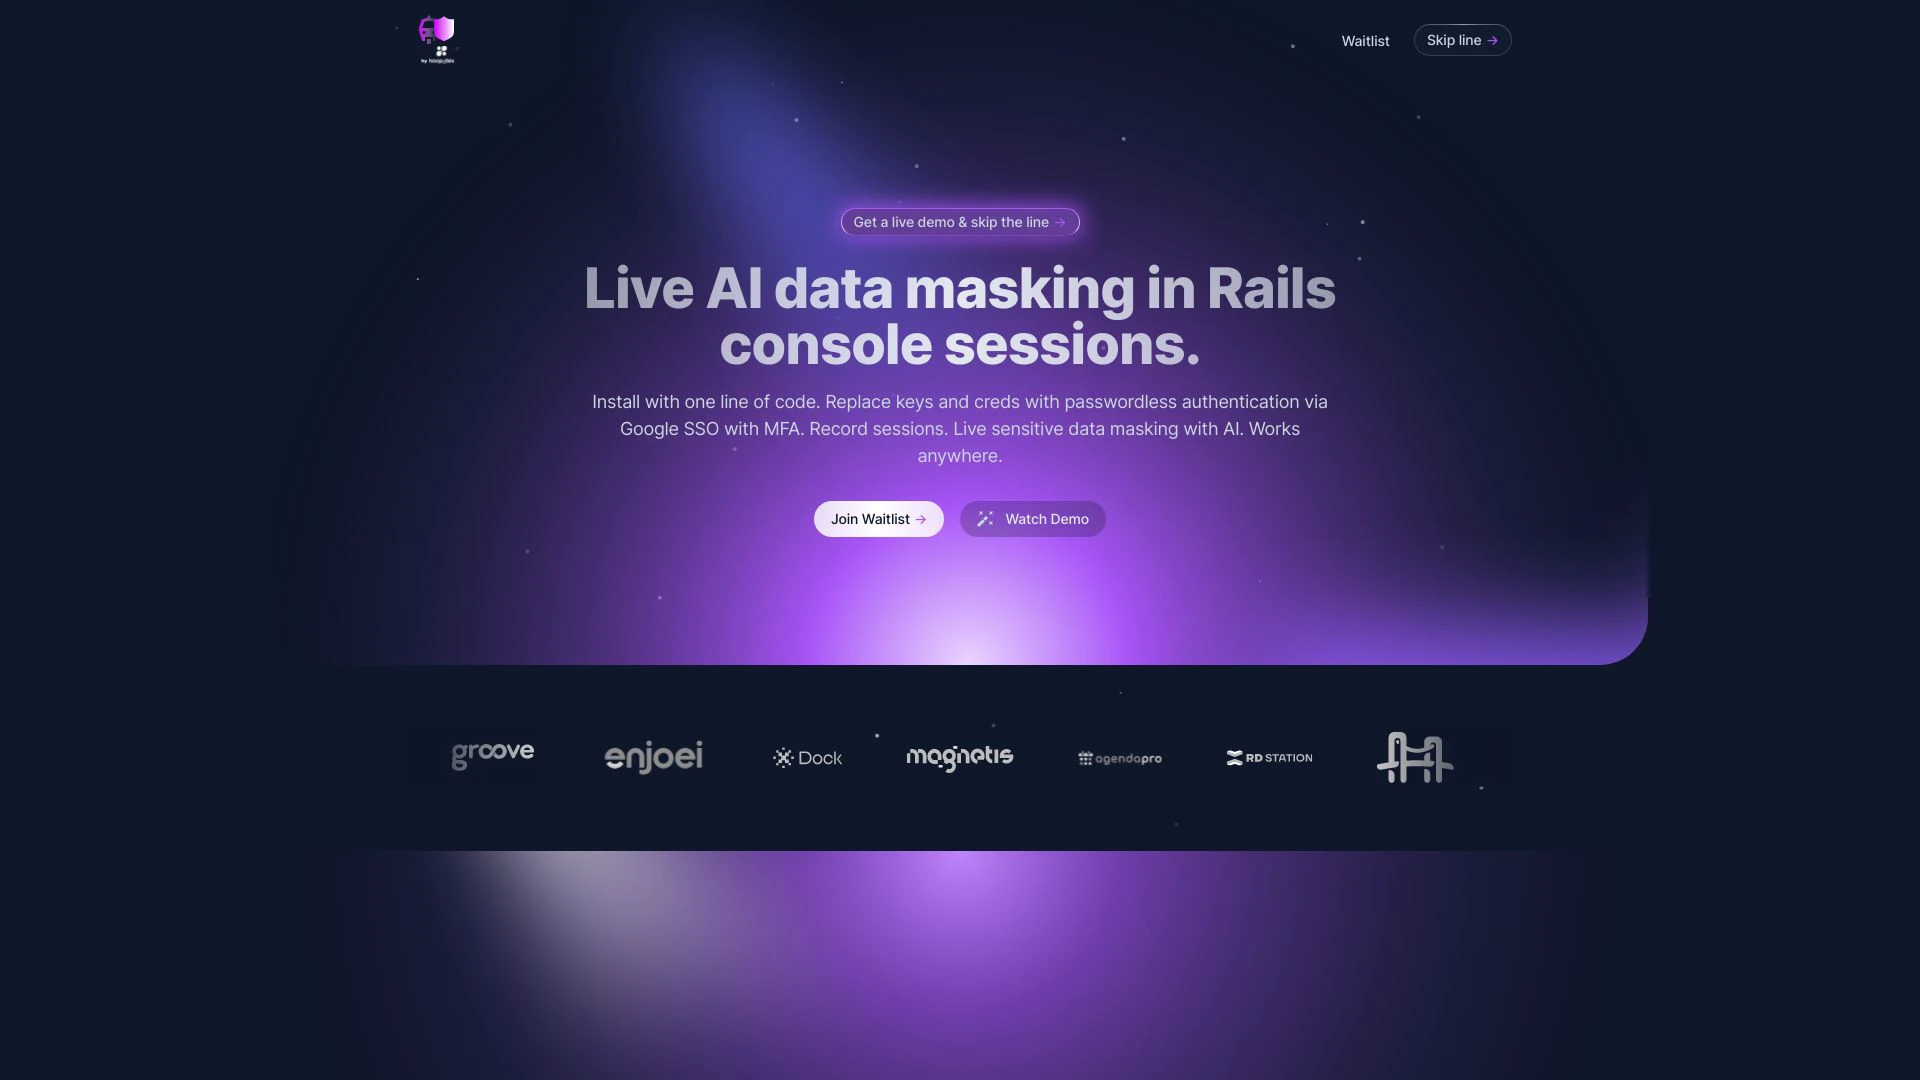 by hoop.dev
Waitlist
Skip line →
Get a live demo & skip the line →
Live AI data masking in Rails
console sessions.
Install with one line of code. Replace keys and creds with passwordless authentication via
Google SSO with MFA. Record sessions. Live sensitive data masking with AI. Works
anywhere.
Join Waitlist →
Watch Demo
groove
enjoei
Dock
magnetis
agendapro
RD STATION